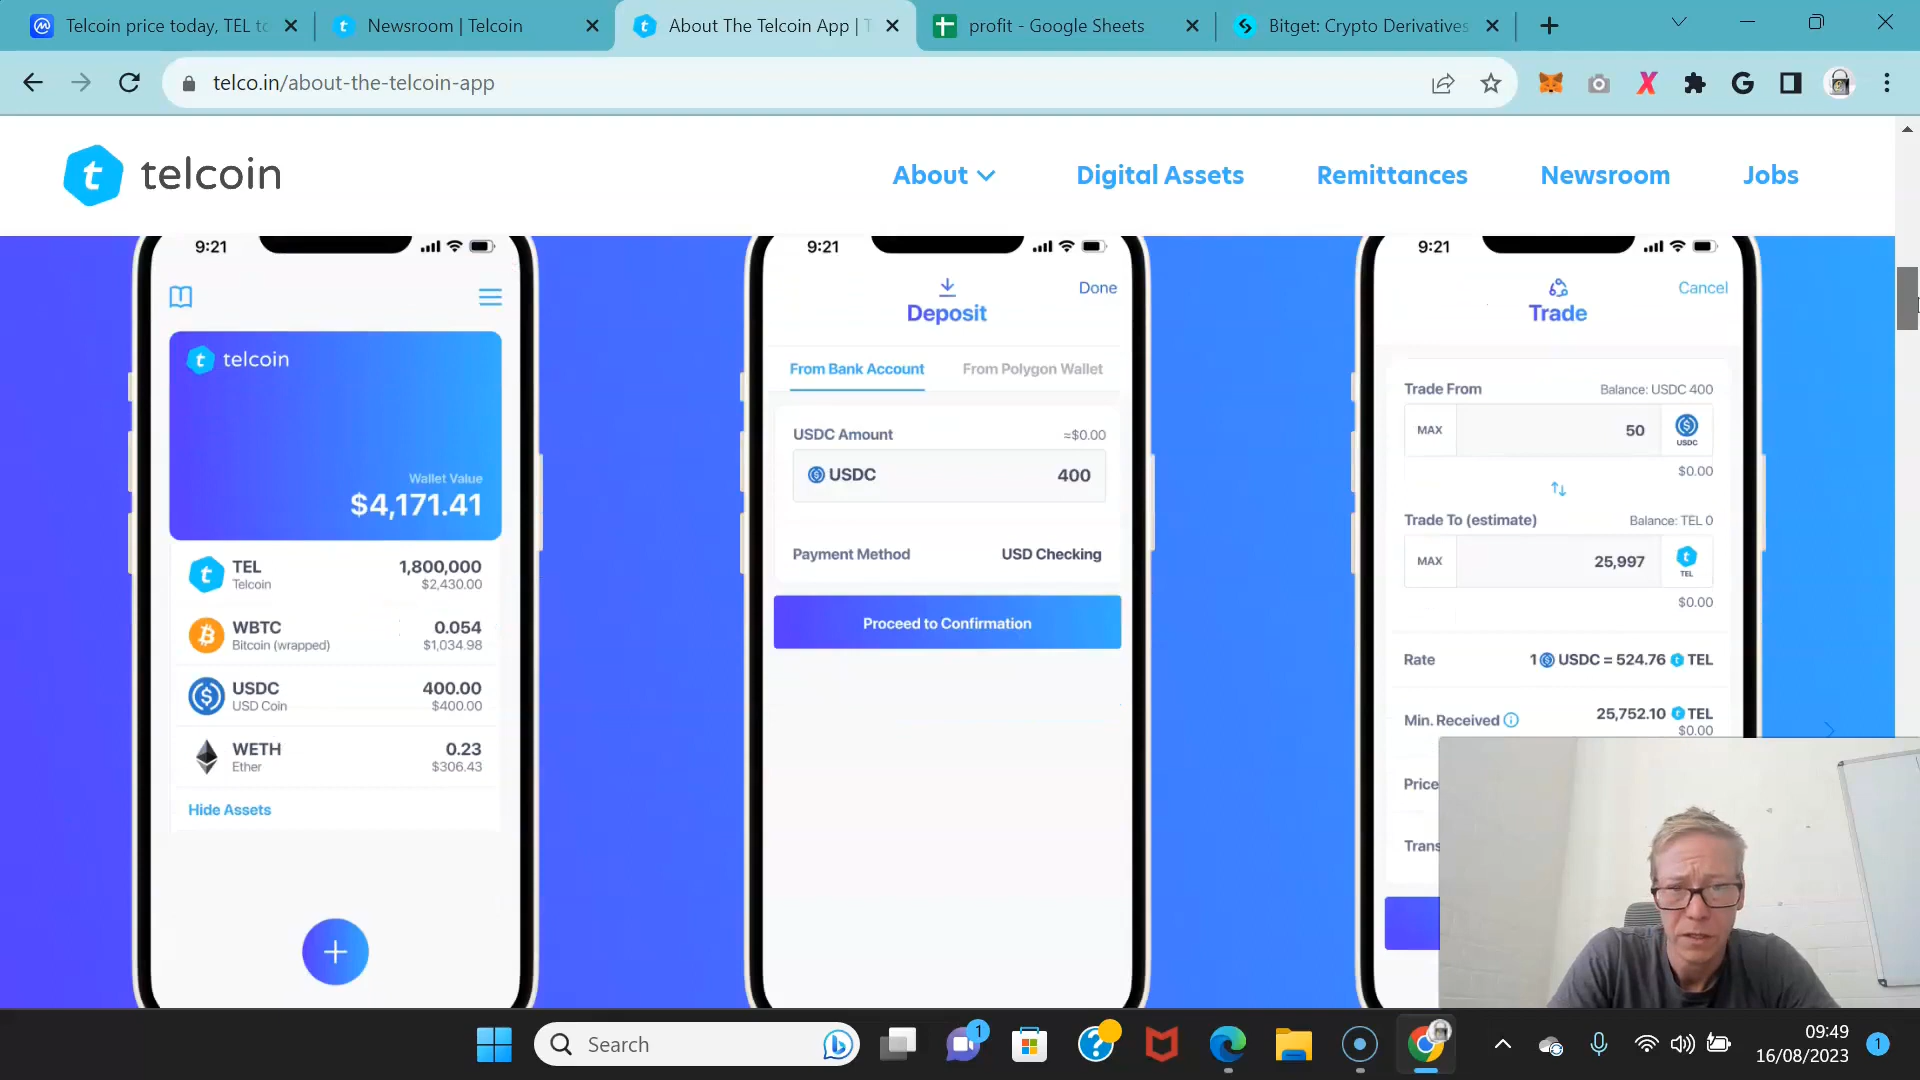 Telcoin price today, TEL to
Newsroom | Telcoin
About The Telcoin App | T
profit - Google Sheets
Bitget: Crypto Derivatives
telco.in/about-the-telcoin-app
telcoin
About
Digital Assets
Remittances
Newsroom
Jobs
9:21
telcoin
Wallet Value
$4,171.41
TEL 1,800,000
Telcoin $2,430.00
WBTC 0.054
Bitcoin (wrapped) $1,034.98
USDC 400.00
USD Coin $400.00
WETH 0.23
Ether $306.43
Hide Assets
9:21
Done
Deposit
From Bank Account From Polygon Wallet
USDC Amount ≈$0.00
USDC 400
Payment Method USD Checking
Proceed to Confirmation
9:21
Cancel
Trade
Trade From Balance: USDC 400
MAX 50
USDC
$0.00
Trade To (estimate) Balance: TEL 0
MAX 25,997
TEL
$0.00
Rate 1 USDC = 524.76 TEL
Min. Received 25,752.10 TEL
$0.00
Price
Trans
Search
1
09:49
16/08/2023
1